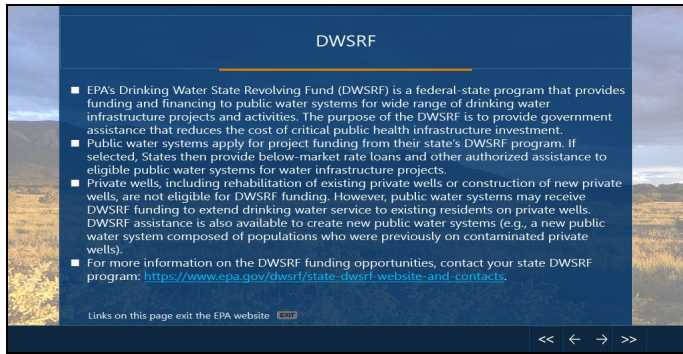 DWSRF
■ EPA's Drinking Water State Revolving Fund (DWSRF) is a federal-state program that provides
funding and financing to public water systems for wide range of drinking water
infrastructure projects and activities. The purpose of the DWSRF is to provide government
assistance that reduces the cost of critical public health infrastructure investment.
■ Public water systems apply for project funding from their state's DWSRF program. If
selected, States then provide below-market rate loans and other authorized assistance to
eligible public water systems for water infrastructure projects.
■ Private wells, including rehabilitation of existing private wells or construction of new private
wells, are not eligible for DWSRF funding. However, public water systems may receive
DWSRF funding to extend drinking water service to existing residents on private wells.
DWSRF assistance is also available to create new public water systems (e.g., a new public
water system composed of populations who were previously on contaminated private
wells).
■ For more information on the DWSRF funding opportunities, contact your state DWSRF
program: https://www.epa.gov/dwsrf/state-dwsrf-website-and-contacts.
Links on this page exit the EPA website EXIT
<< ← → >>